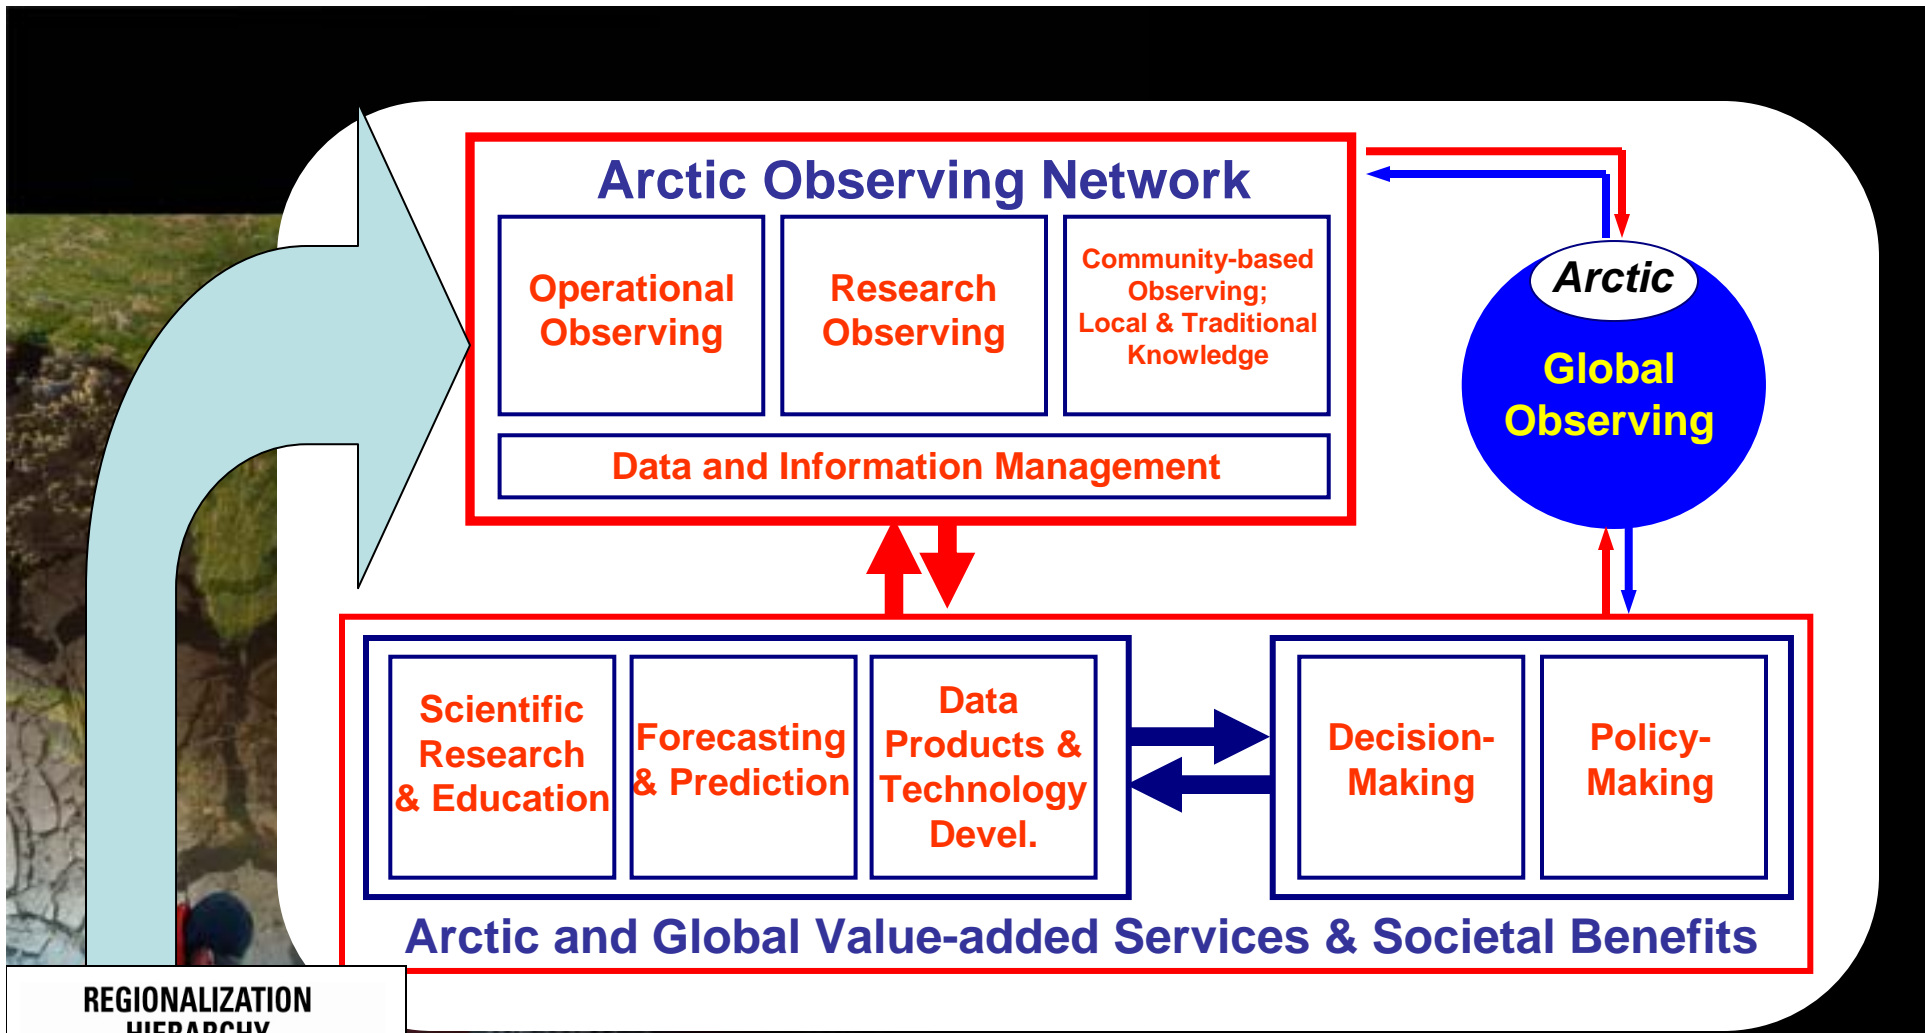 Arctic Observing Network
Operational
Observing
Research
Observing
Community-based
Observing;
Local & Traditional
Knowledge
Data and Information Management
Arctic
Global
Observing
Scientific
Research
& Education
Forecasting
& Prediction
Data
Products &
Technology
Devel.
Decision-
Making
Policy-
Making
Arctic and Global Value-added Services & Societal Benefits
REGIONALIZATION
HIERARCHY